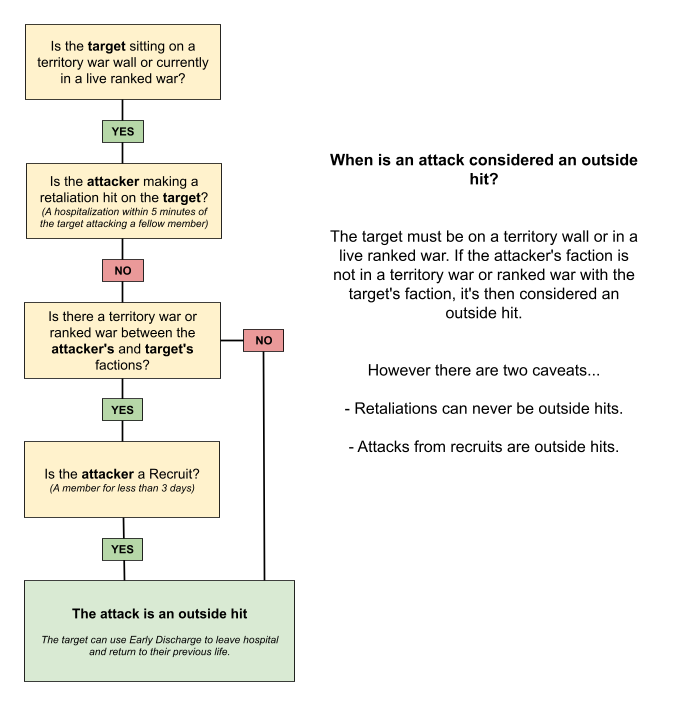 Is the target sitting on a
territory war wall or currently
in a live ranked war?
YES
Is the attacker making a
retaliation hit on the target?
(A hospitalization within 5 minutes of
the target attacking a fellow member)
NO
Is there a territory war or
ranked war between the
attacker's and target's
factions?
NO
YES
Is the attacker a Recruit?
(A member for less than 3 days)
YES
The attack is an outside hit
The target can use Early Discharge to leave hospital
and return to their previous life.
When is an attack considered an outside
hit?
The target must be on a territory wall or in a
live ranked war. If the attacker's faction is
not in a territory war or ranked war with the
target's faction, it's then considered an
outside hit.
However there are two caveats...
- Retaliations can never be outside hits.
- Attacks from recruits are outside hits.